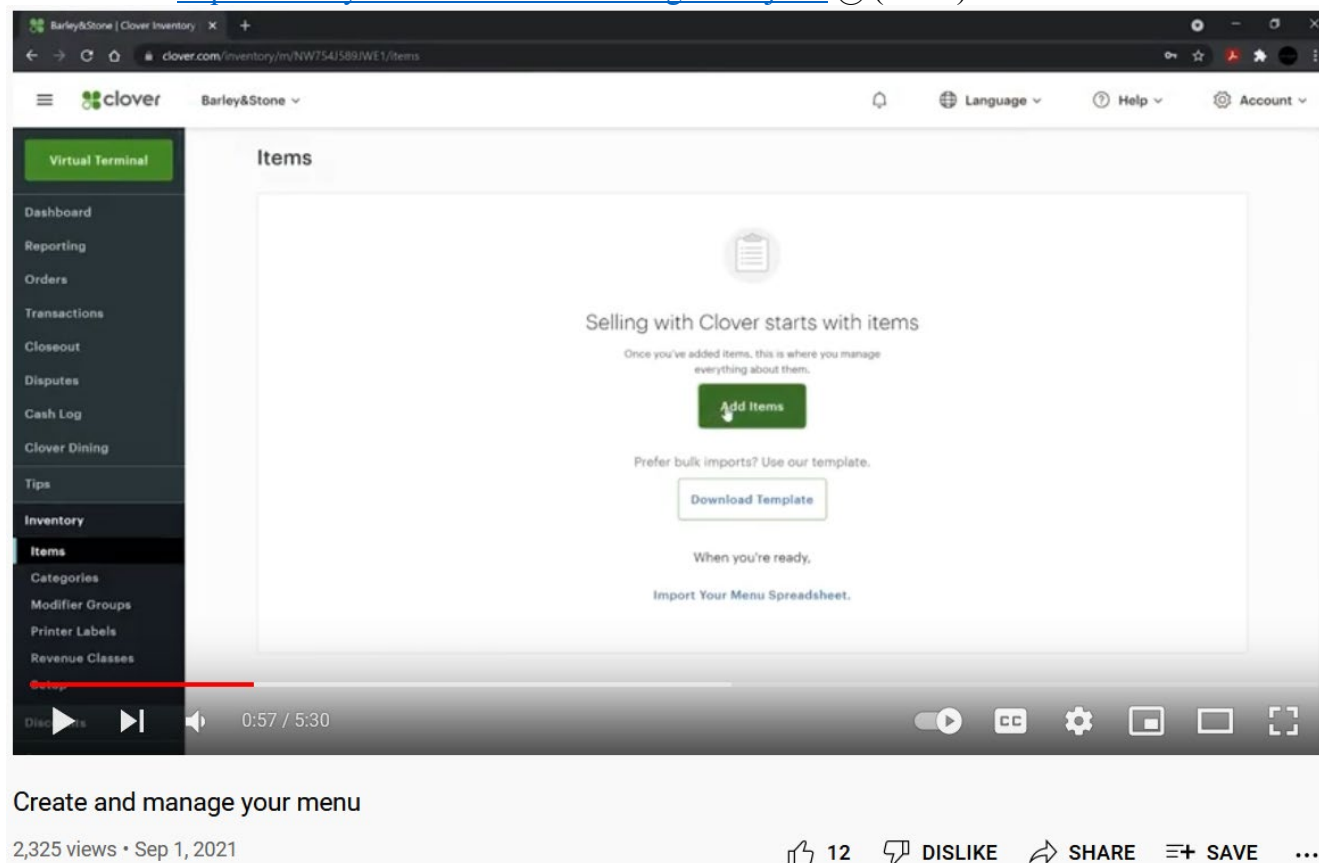 Barley&Stone | Clover Inventory
clover.com/inventory/m/NW754J589JWE1/items
clover Barley&Stone Language Help Account
Virtual Terminal
Items
Dashboard
Reporting
Orders
Transactions
Closeout
Disputes
Cash Log
Clover Dining
Tips
Inventory
Items
Categories
Modifier Groups
Printer Labels
Revenue Classes
Setup
Discounts
Selling with Clover starts with items
Once you've added items, this is where you manage
everything about them.
Add Items
Prefer bulk imports? Use our template.
Download Template
When you're ready,
Import Your Menu Spreadsheet.
0:57 / 5:30
CC
Create and manage your menu
2,325 views • Sep 1, 2021 12 DISLIKE SHARE SAVE